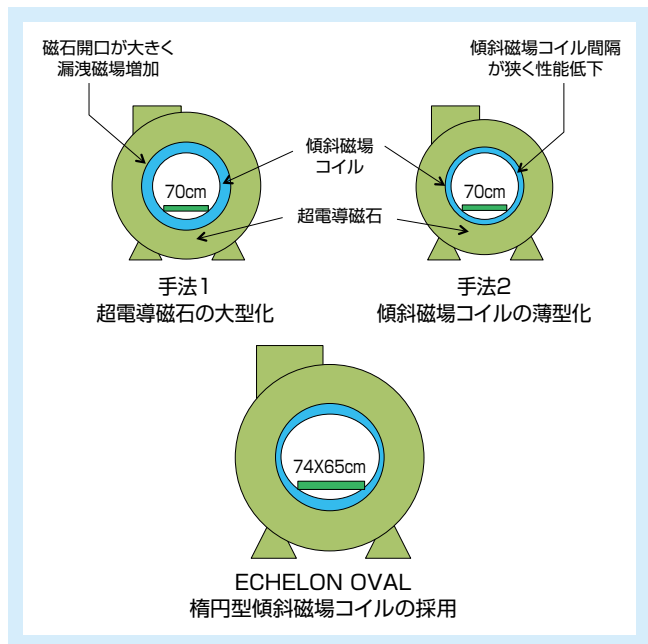 磁石開口が大きく
漏洩磁場増加
傾斜磁場コイル間隔
が狭く性能低下
傾斜磁場
コイル
70cm
70cm
超電導磁石
手法1
超電導磁石の大型化
手法2
傾斜磁場コイルの薄型化
74X65cm
ECHELON OVAL
楕円型傾斜磁場コイルの採用